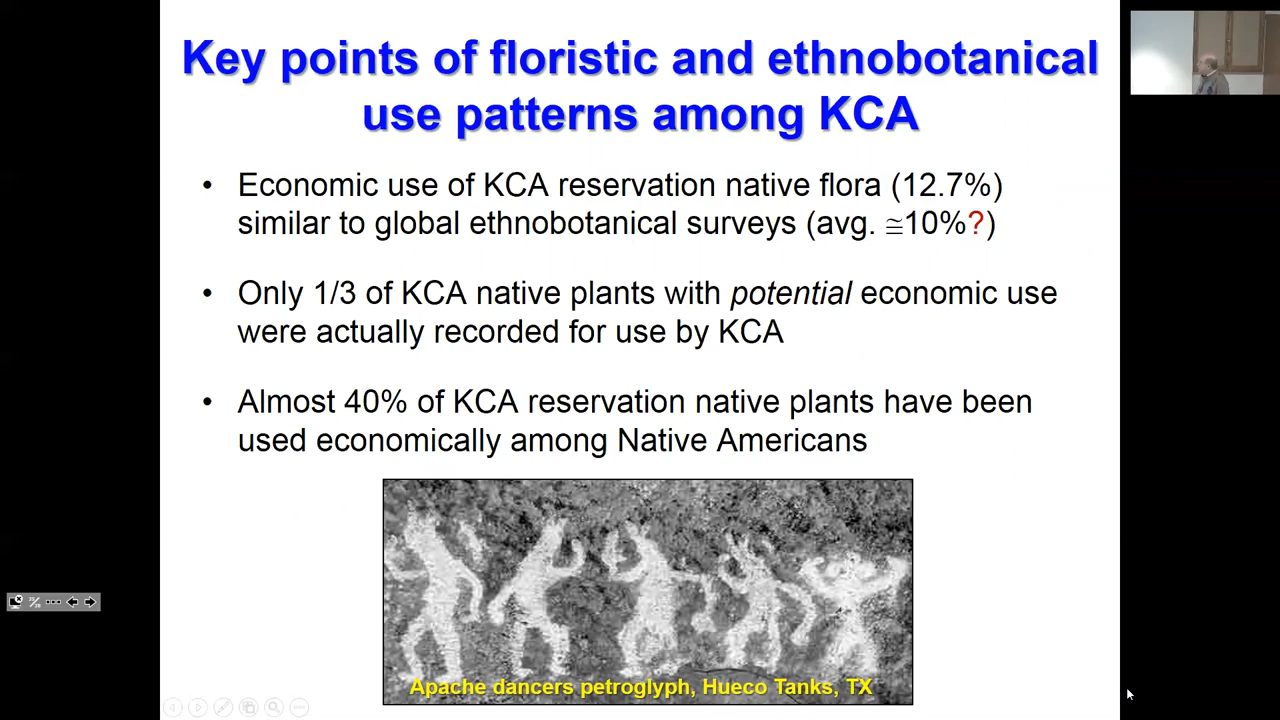 Key points of floristic and ethnobotanical
use patterns among KCA
• Economic use of KCA reservation native flora (12.7%)
similar to global ethnobotanical surveys (avg. ≅10%?)
• Only 1/3 of KCA native plants with potential economic use
were actually recorded for use by KCA
• Almost 40% of KCA reservation native plants have been
used economically among Native Americans
Apache dancers petroglyph, Hueco Tanks, TX